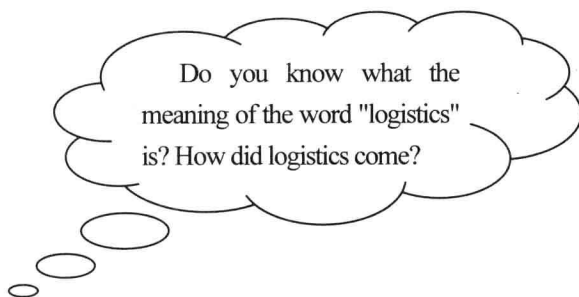 Do you know what the
meaning of the word "logistics"
is? How did logistics come?